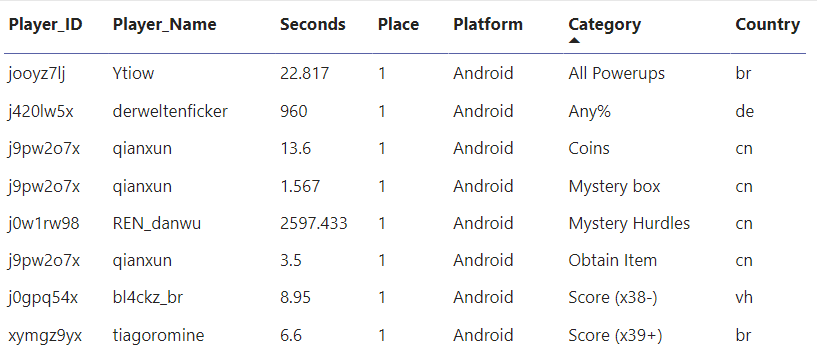 Player_ID Player_Name Seconds Place Platform Category Country
jooyz7lj Ytiow 22.817 1 Android All Powerups br
j420lw5x derweltenficker 960 1 Android Any% de
j9pw2o7x qianxun 13.6 1 Android Coins cn
j9pw2o7x qianxun 1.567 1 Android Mystery box cn
j0w1rw98 REN_danwu 2597.433 1 Android Mystery Hurdles cn
j9pw2o7x qianxun 3.5 1 Android Obtain Item cn
j0gpq54x bl4ckz_br 8.95 1 Android Score (x38-) vh
xymgz9yx tiagoromine 6.6 1 Android Score (x39+) br